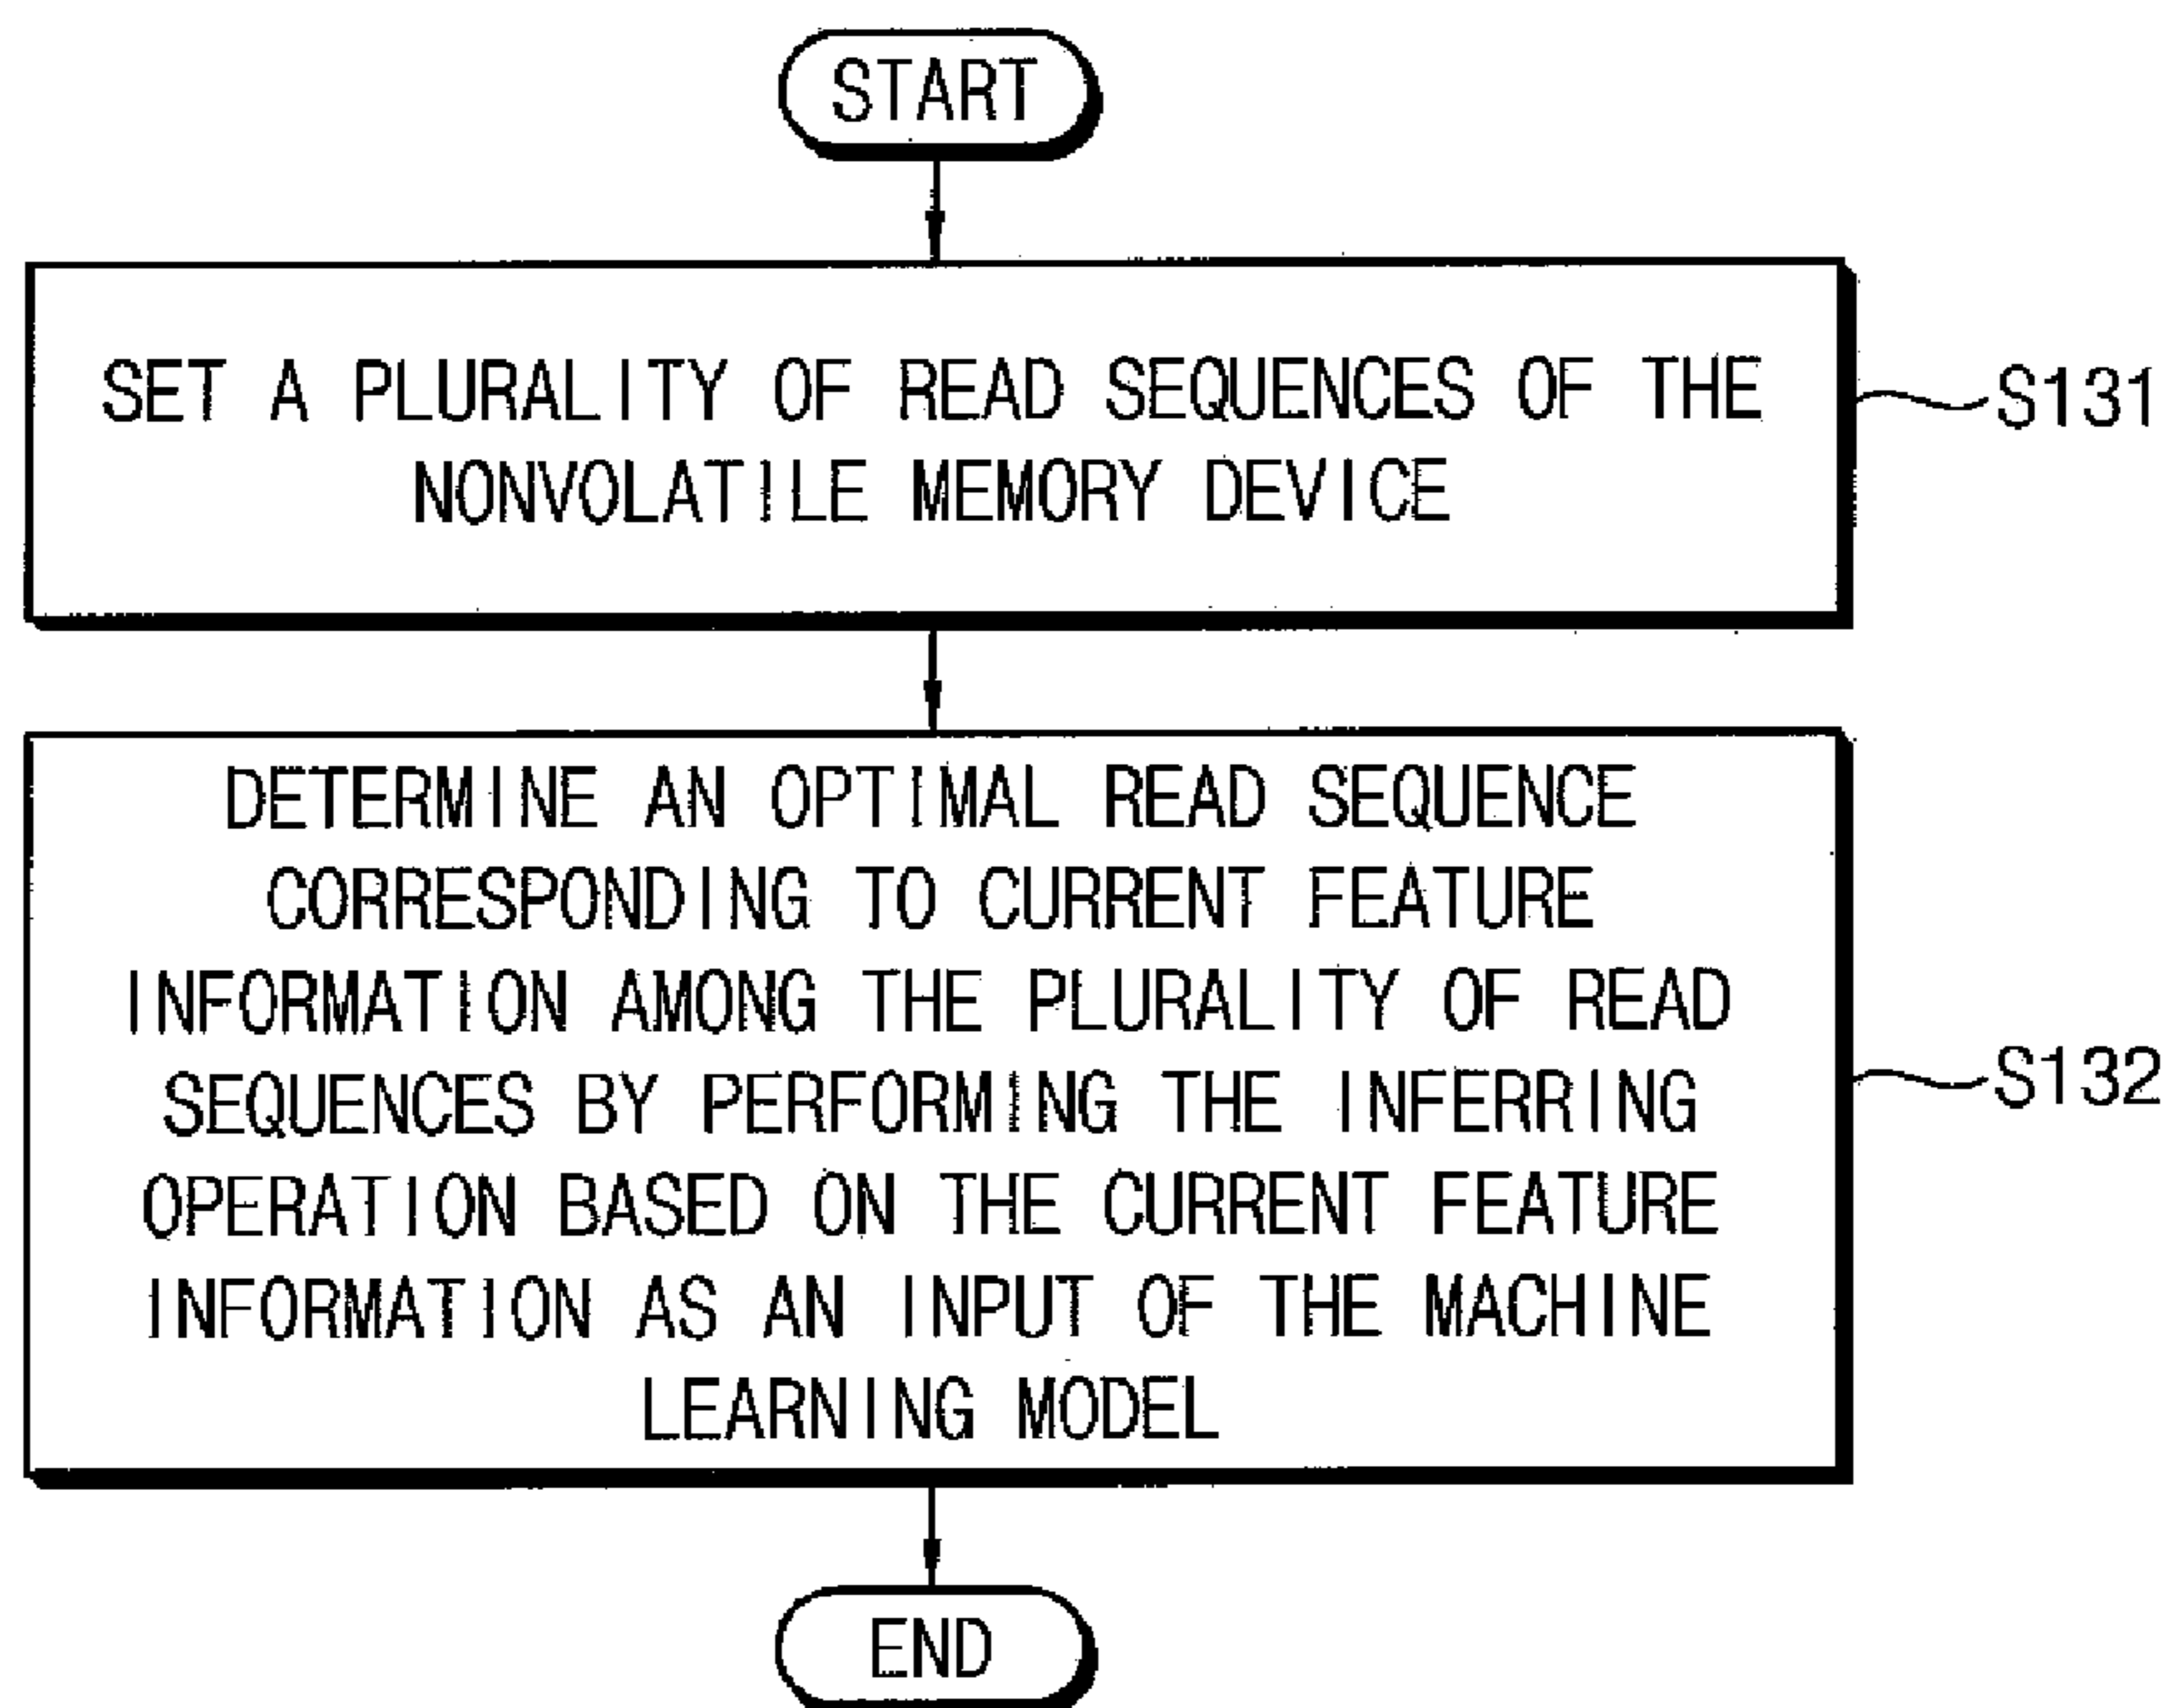 START
SET A PLURALITY OF READ SEQUENCES OF THE
NONVOLATILE MEMORY DEVICE
S131
DETERMINE AN OPTIMAL READ SEQUENCE
CORRESPONDING TO CURRENT FEATURE
INFORMATION AMONG THE PLURALITY OF READ
SEQUENCES BY PERFORMING THE INFERRING
OPERATION BASED ON THE CURRENT FEATURE
INFORMATION AS AN INPUT OF THE MACHINE
LEARNING MODEL
S132
END